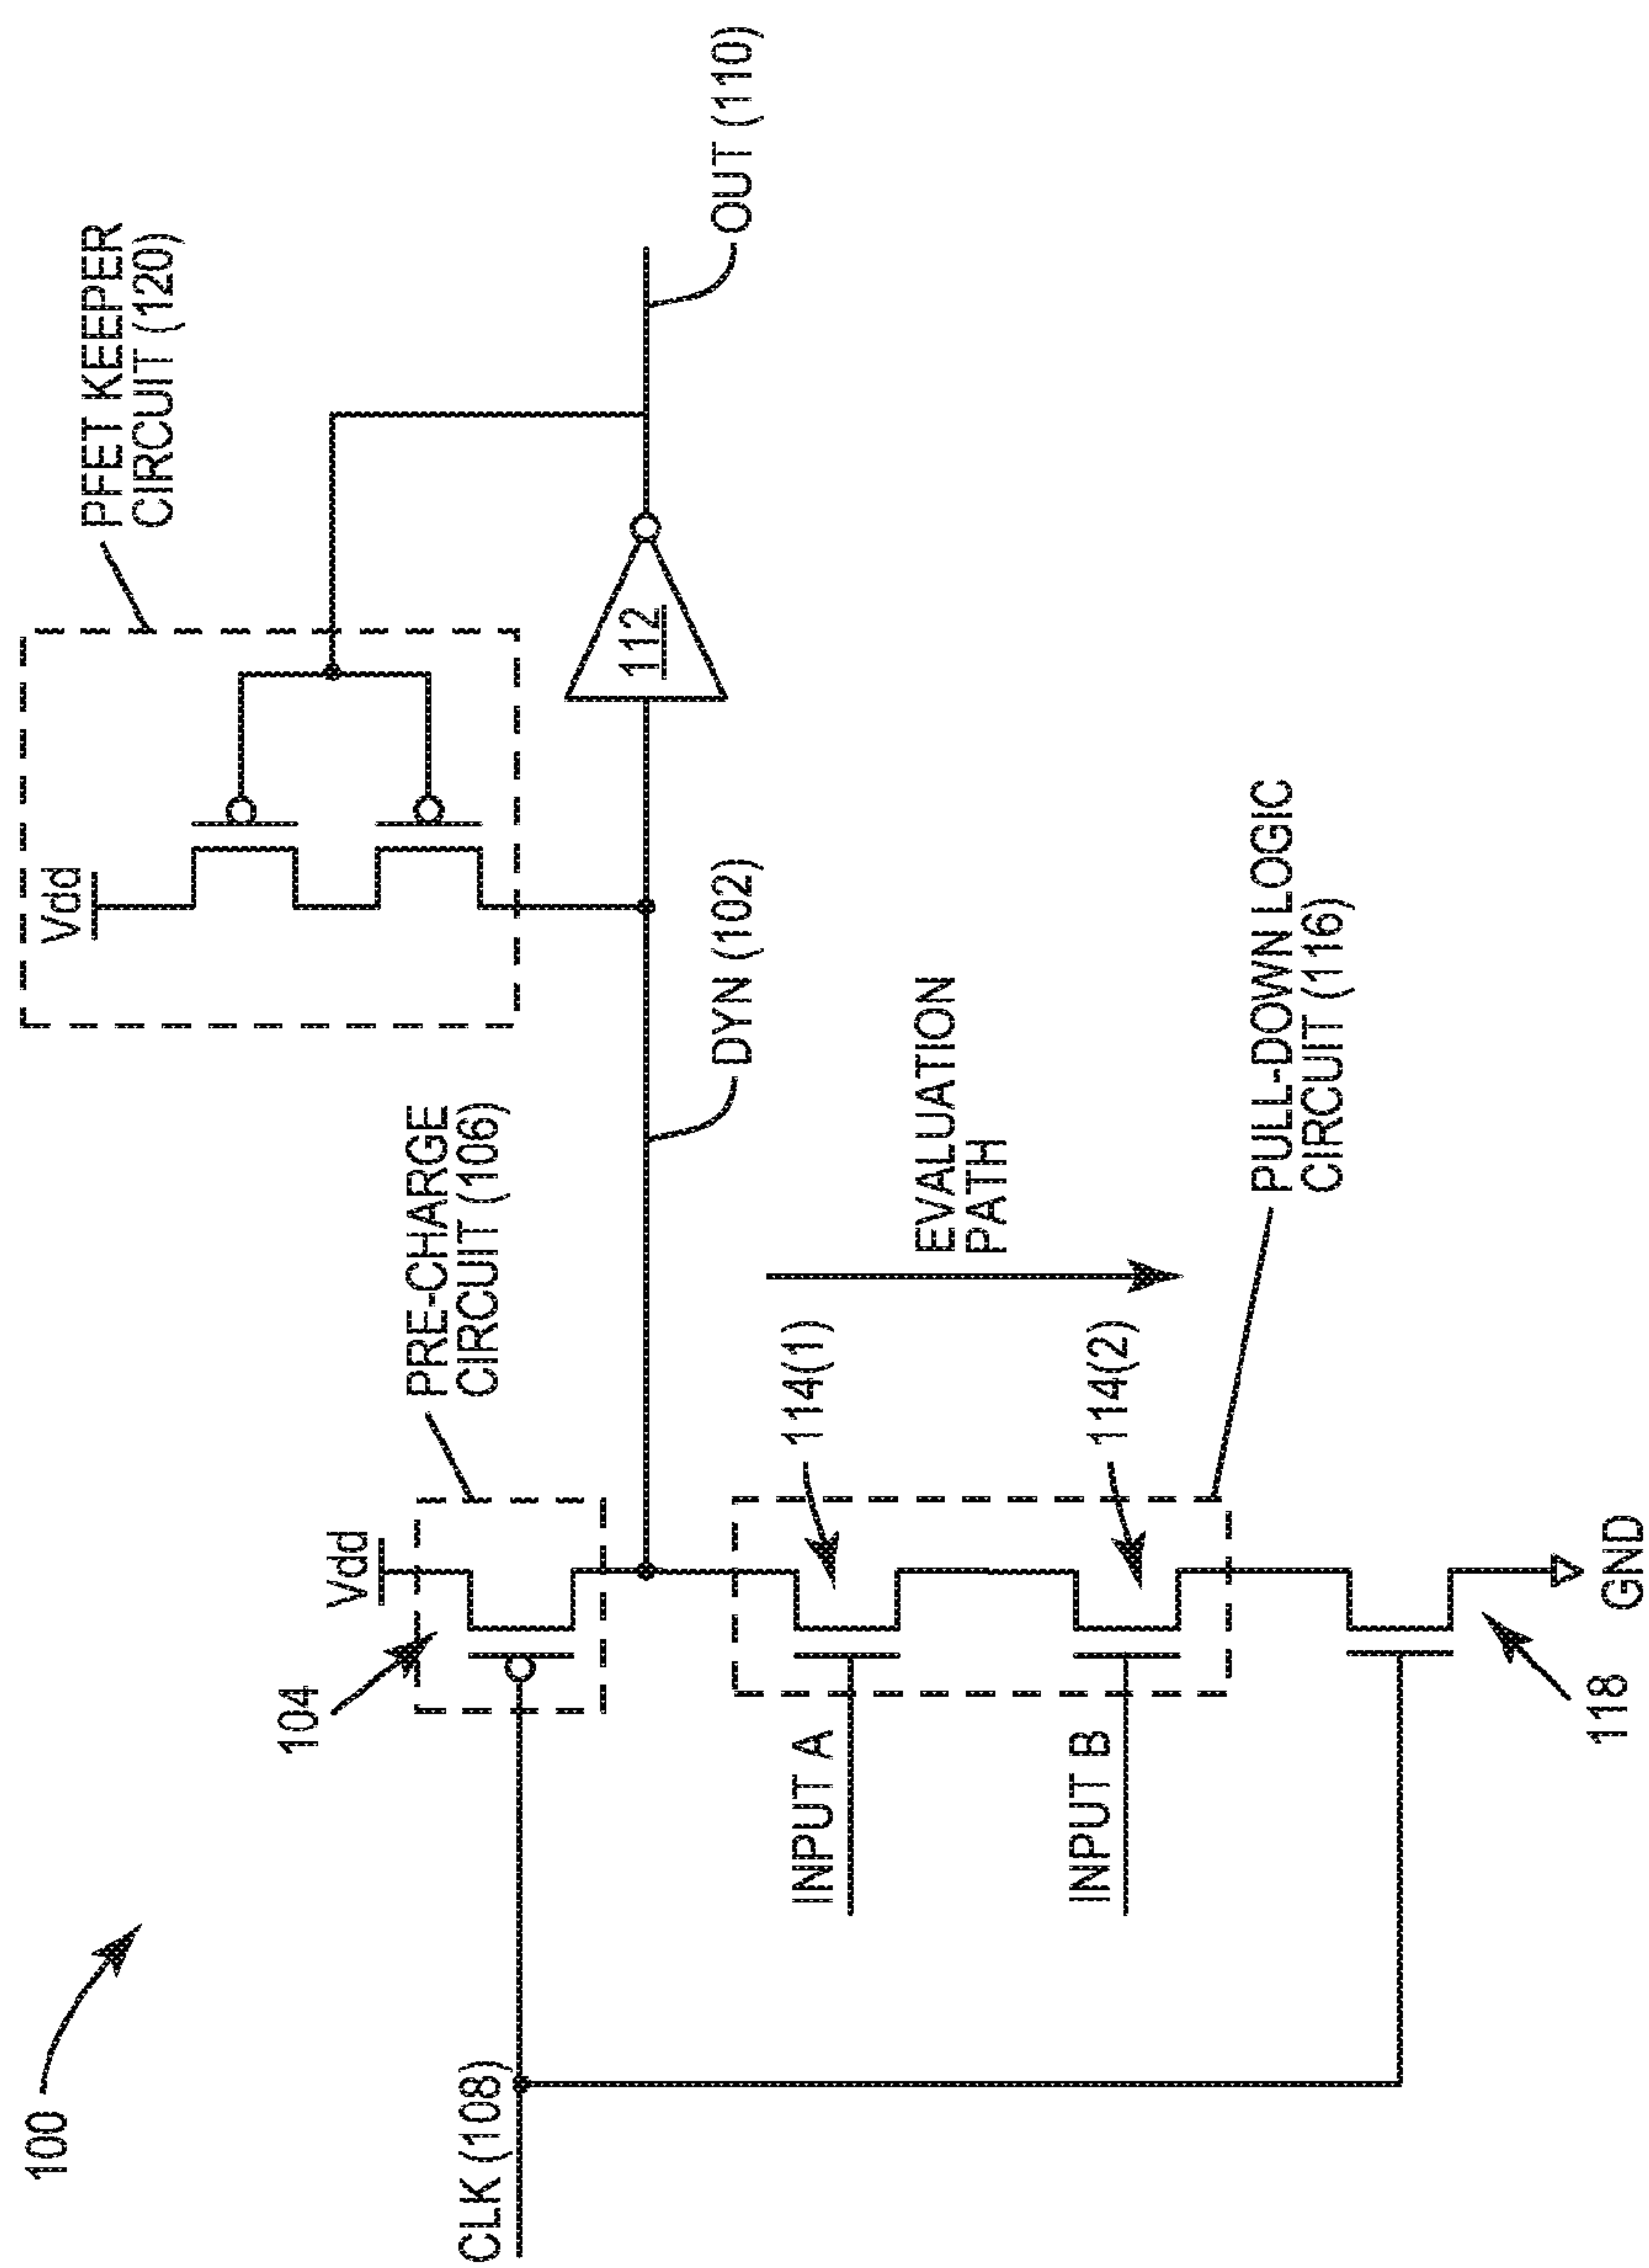 100
Vdd
PFET KEEPER
CIRCUIT (120)
Vdd
104
PRE-CHARGE
CIRCUIT (106)
CLK (108)
112
OUT (110)
DYN (102)
INPUT A
114(1)
EVALUATION
PATH
INPUT B
114(2)
PULL-DOWN LOGIC
CIRCUIT (116)
118
GND